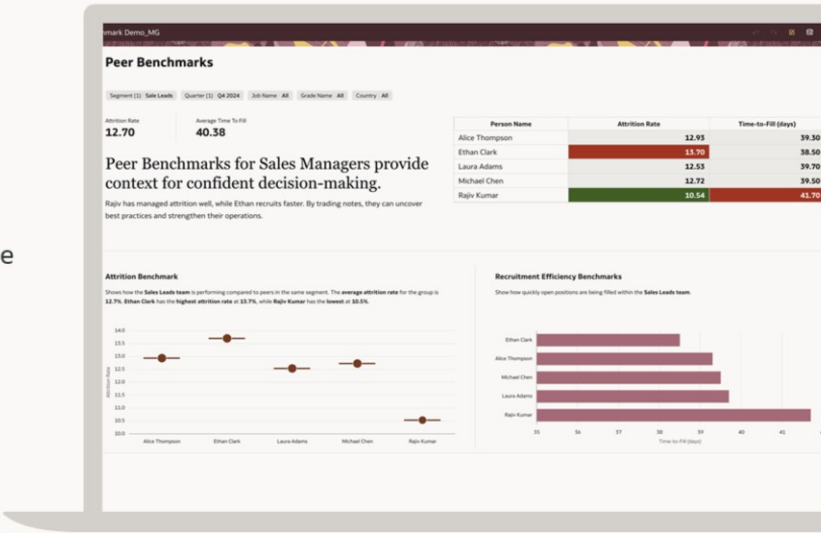 e
mark Demo_MG
Peer Benchmarks
Segment (1) Sale Leads Quarter (1) Q4 2024 Job Name All Grade Name All Country All
Attrition Rate Average Time To Fill
12.70 40.38
Peer Benchmarks for Sales Managers provide
context for confident decision-making.
Rajiv has managed attrition well, while Ethan recruits faster. By trading notes, they can uncover
best practices and strengthen their operations.
Person Name Attrition Rate Time-to-Fill (days)
Alice Thompson 12.93 39.30
Ethan Clark 13.70 38.50
Laura Adams 12.53 39.70
Michael Chen 12.72 39.50
Rajiv Kumar 10.54 41.70
Attrition Benchmark
Shows how the Sales Leads team is performing compared to peers in the same segment. The average attrition rate for the group is
12.7%. Ethan Clark has the highest attrition rate at 13.7%, while Rajiv Kumar has the lowest at 10.5%.
Attrition Rate
14.0
13.5
13.0
12.5
12.0
11.5
11.0
10.5
10.0
Alice Thompson Ethan Clark Laura Adams Michael Chen Rajiv Kumar
Recruitment Efficiency Benchmarks
Show how quickly open positions are being filled within the Sales Leads team.
Ethan Clark
Alice Thompson
Michael Chen
Laura Adams
Rajiv Kumar
35 36 37 38 39 40 41
Time-to-Fill (days)